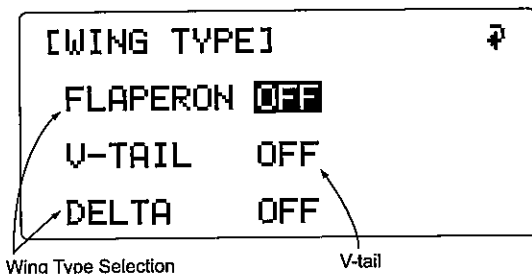 [WING TYPE]
FLAPERON OFF
V-TAIL OFF
DELTA OFF
Wing Type Selection V-tail